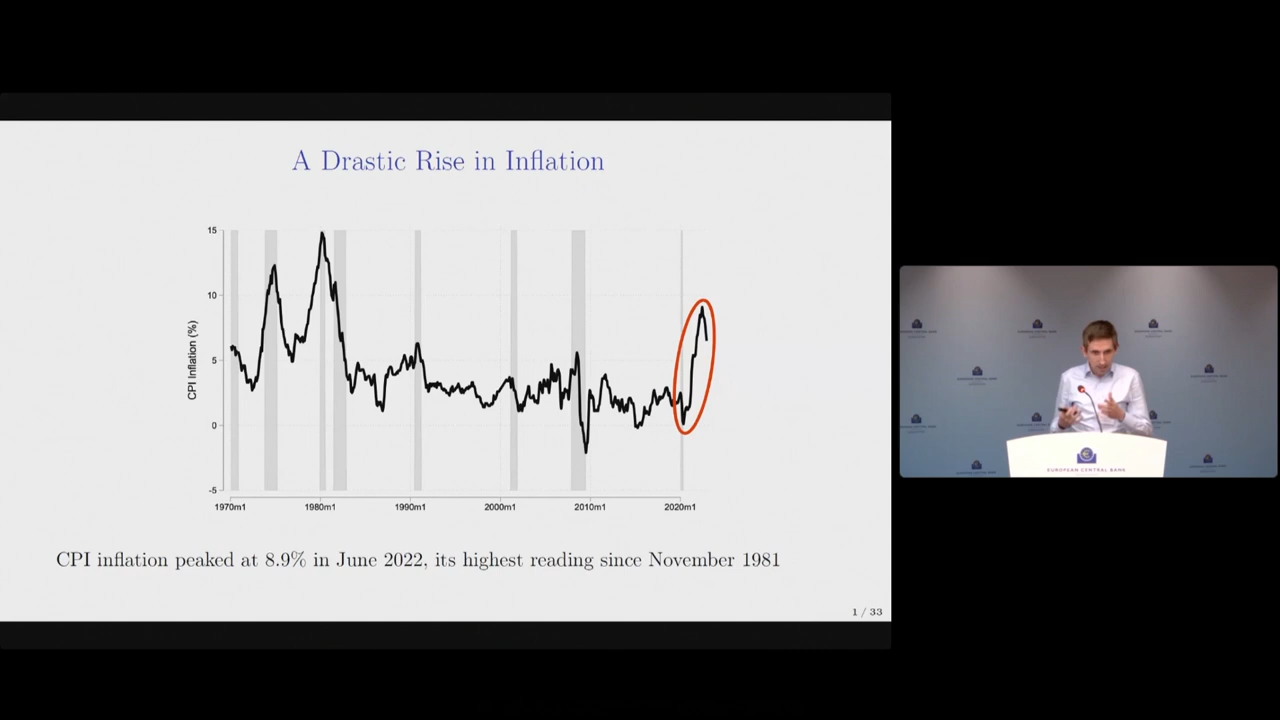 A Drastic Rise in Inflation
15
10
5
0
-5
CPI Inflation (%)
1970m1
1980m1
1990m1
2000m1
2010m1
2020m1
CPI inflation peaked at 8.9% in June 2022, its highest reading since November 1981
1 / 33
EUROPEAN CENTRAL BANK